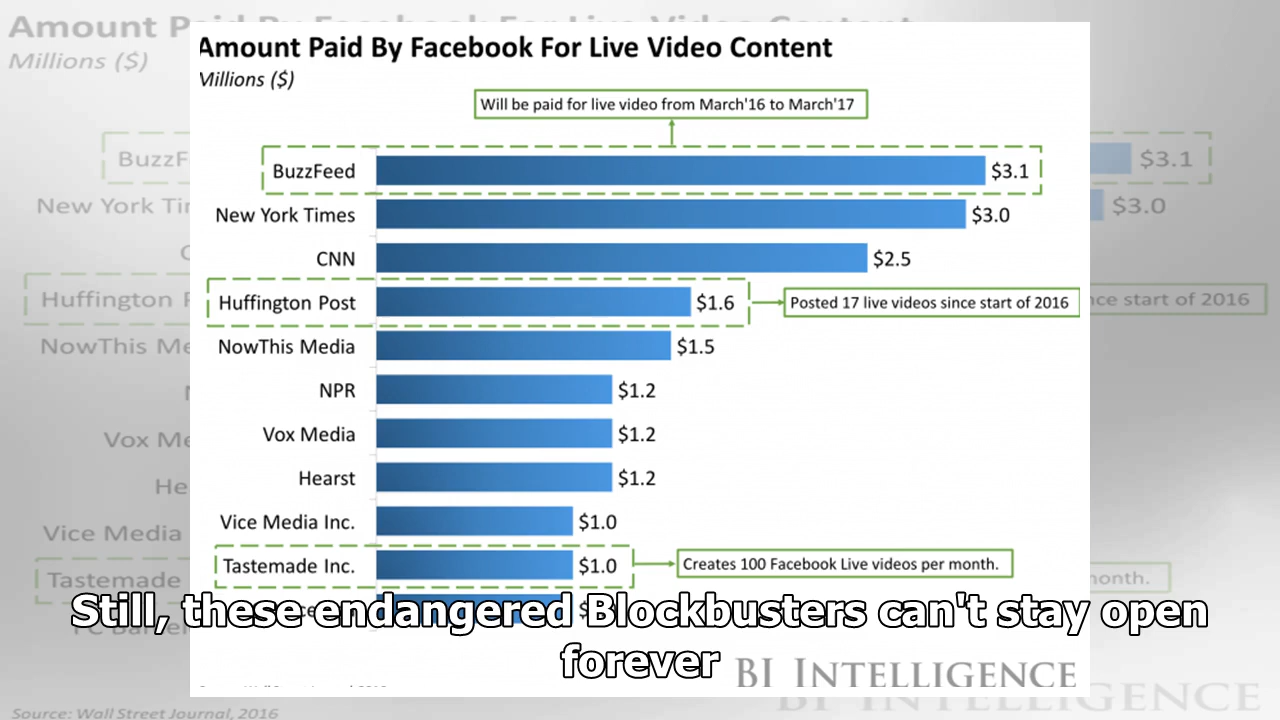 Amount Paid By Facebook For Live Video Content
Millions ($)
Will be paid for live video from March'16 to March'17
BuzzFeed $3.1
New York Times $3.0
CNN $2.5
Huffington Post $1.6 Posted 17 live videos since start of 2016
NowThis Media $1.5
NPR $1.2
Vox Media $1.2
Hearst $1.2
Vice Media Inc. $1.0
Tastemade Inc. $1.0 Creates 100 Facebook Live videos per month.
Still, these endangered Blockbusters can't stay open
forever
BI INTELLIGENCE
Source: Wall Street Journal, 2016